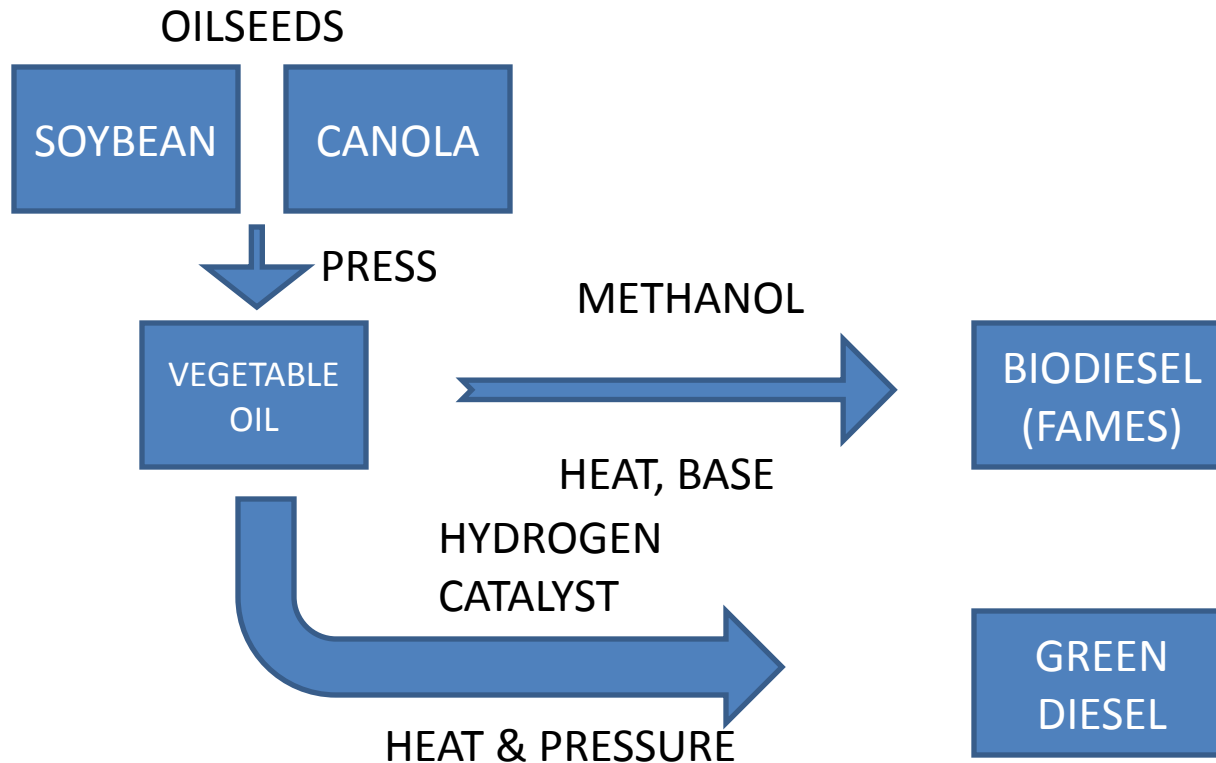 OILSEEDS
SOYBEAN
CANOLA
PRESS
VEGETABLE
OIL
METHANOL
HEAT, BASE
BIODIESEL
(FAMES)
HYDROGEN
CATALYST
HEAT & PRESSURE
GREEN
DIESEL